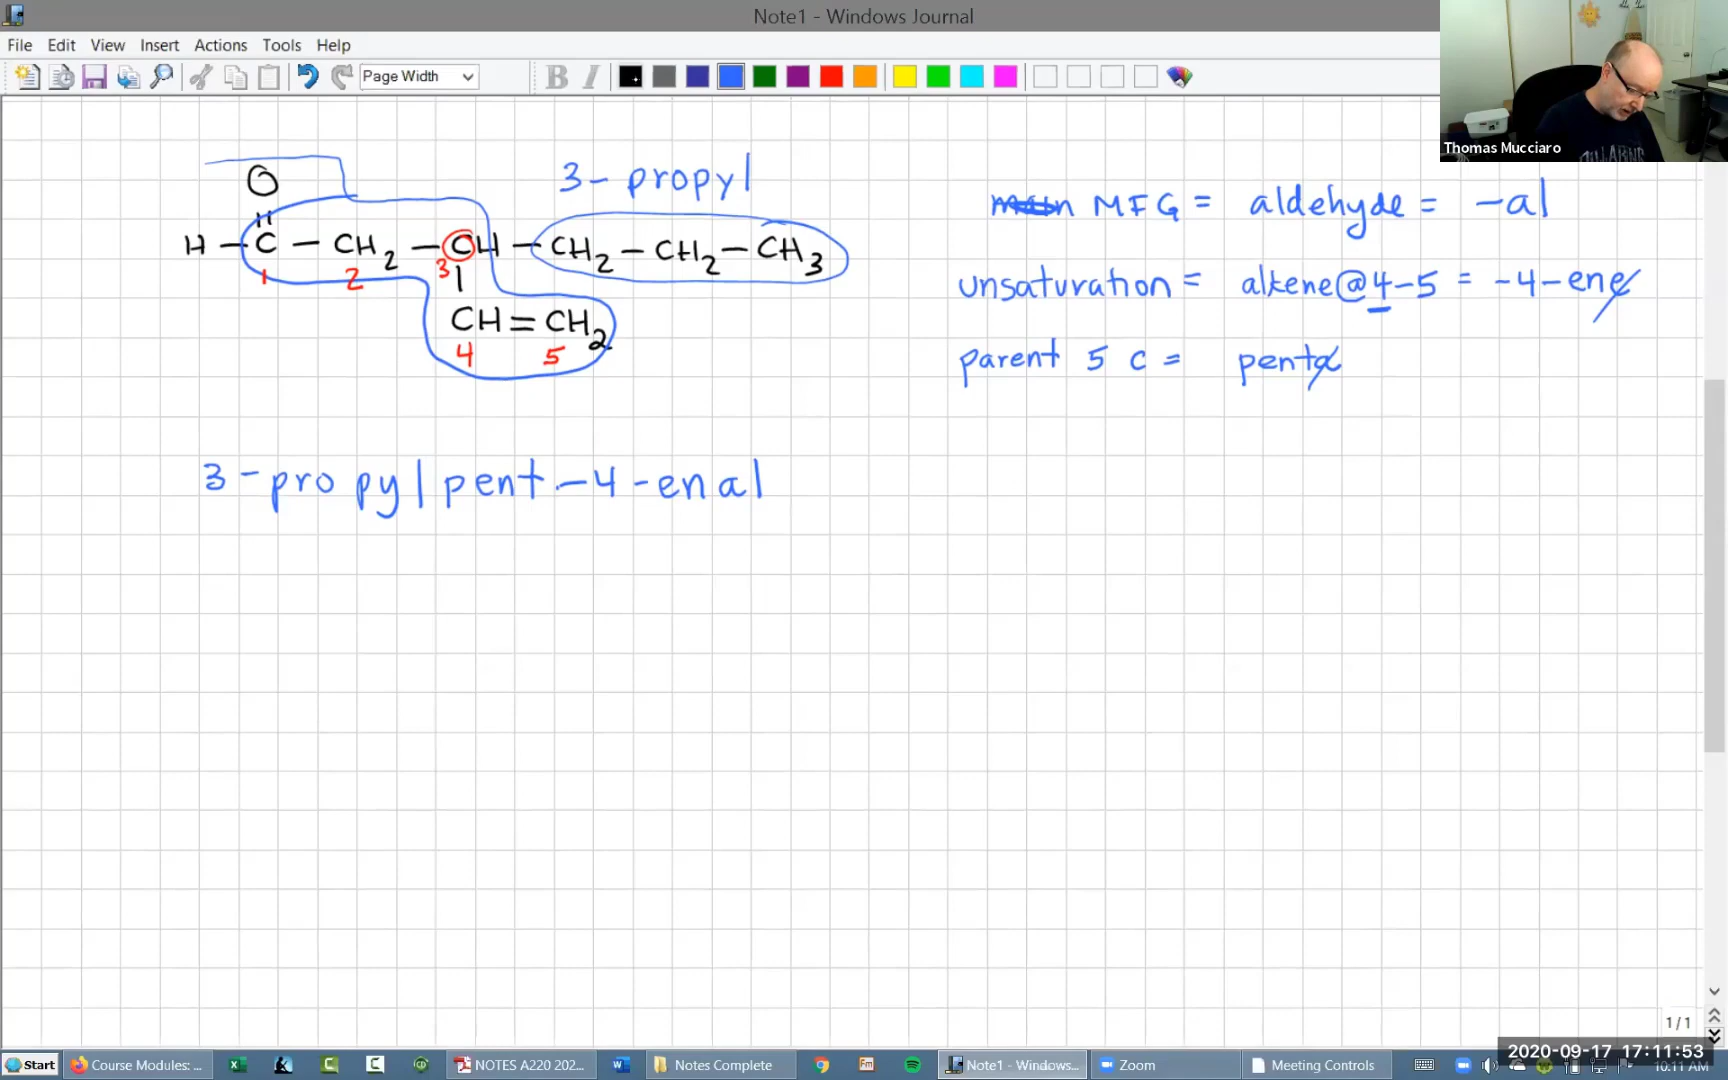 Note1 - Windows Journal
File Edit View Insert Actions Tools Help
Page Width
B I
Thomas Mucciaro
O
3- propyl
H — C — CH2 — CH — CH2 — CH2 — CH3
1 2 3
CH = CH2
4 5
MFG = aldehyde = -al
unsaturation = alkene@4-5 = -4-ene
parent 5 C = penta
3-propylpent-4-enal
1 / 1
2020-09-17 17:11:53
Start Course Modules: ... NOTES A220 202... Notes Complete Note1 - Windows... Zoom Meeting Controls
10:11 AM